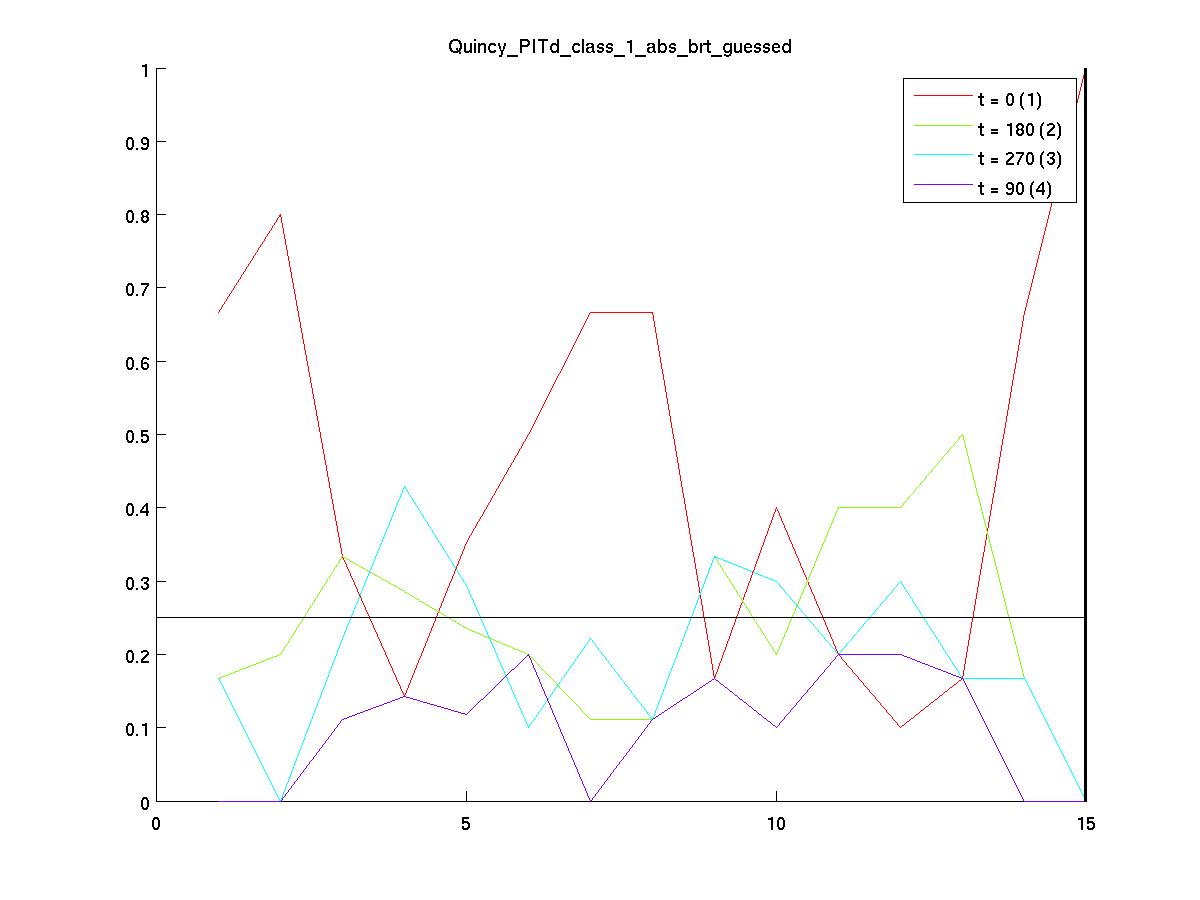 Quincy_PITd_class_1_abs_brt_guessed
1
0.9
0.8
0.7
0.6
0.5
0.4
0.3
0.2
0.1
0
0 5 10 15
t = 0 (1)
t = 180 (2)
t = 270 (3)
t = 90 (4)